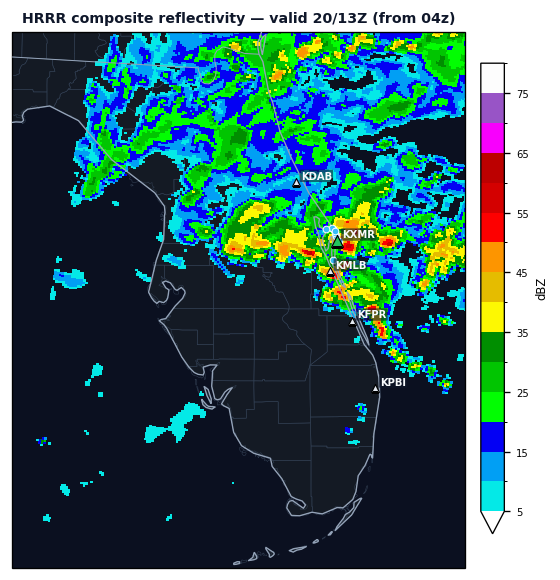 HRRR composite reflectivity — valid 20/13Z (from 04z)
KDAB
KXMR
KMLB
KFPR
KPBI
75
65
55
45
35
25
15
5
dBZ